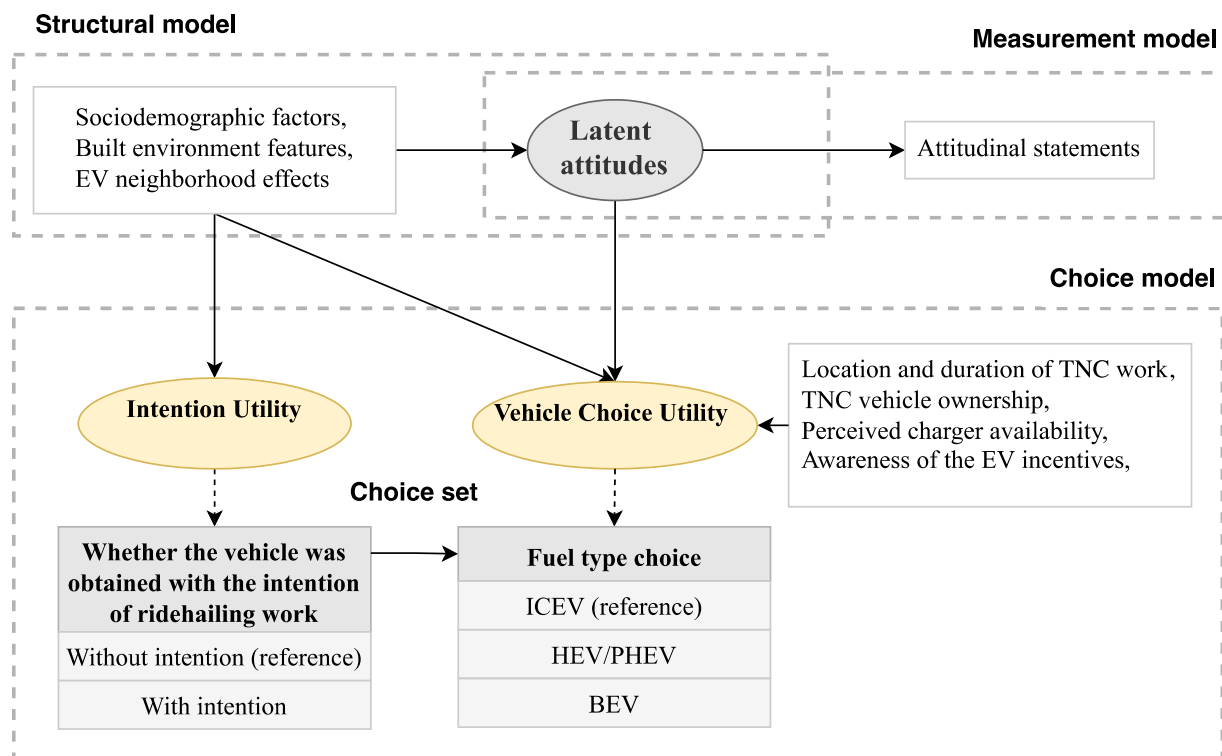 Structural model
Measurement model
Sociodemographic factors,
Built environment features,
EV neighborhood effects
Latent
attitudes
Attitudinal statements
Choice model
Intention Utility
Vehicle Choice Utility
Location and duration of TNC work,
TNC vehicle ownership,
Perceived charger availability,
Awareness of the EV incentives,
Choice set
Whether the vehicle was
obtained with the intention
of ridehailing work
Without intention (reference)
With intention
Fuel type choice
ICEV (reference)
HEV/PHEV
BEV